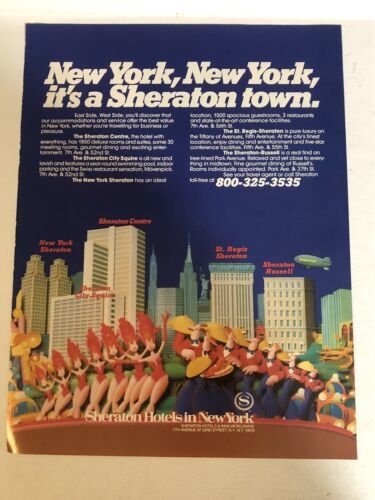 New York, New York,
it's a Sheraton town.
East Side, West Side, you'll discover that
our accommodations and service offer the best value
in New York, whether you're travelling for business or
pleasure.
The Sheraton Centre, the hotel with
everything, has 1850 deluxe rooms and suites, some 30
meeting rooms, gourmet dining and exciting entertain-
ment. 7th Ave. & 52nd St.
The Sheraton City Squire is all new and
lavish and features a year-round swimming pool, indoor
parking and the Swiss restaurant sensation, Mövenpick.
7th Ave. & 52nd St.
The New York Sheraton has an ideal
location, 1500 spacious guestrooms, 3 restaurants
and state-of-the-art conference facilities.
7th Ave. & 56th St.
The St. Regis-Sheraton is pure luxury on
the Tiffany of Avenues, Fifth Avenue. At the city's finest
location, enjoy dining and entertainment and five-star
conference facilities. Fifth Ave. & 55th St.
The Sheraton-Russell is a real find on
tree-lined Park Avenue. Relaxed and yet close to every-
thing in midtown. Fine gourmet dining at Russell's.
Rooms individually appointed. Park Ave. & 37th St.
See your travel agent or call Sheraton
toll-free at 800-325-3535
Sheraton Centre
New York
Sheraton
St. Regis
Sheraton
Sheraton
Russell
Sheraton
City Squire
S
Sheraton Hotels in New York
SHERATON HOTELS & INNS WORLDWIDE
7TH AVENUE AT 52ND STREET N.Y. N.Y. 10019